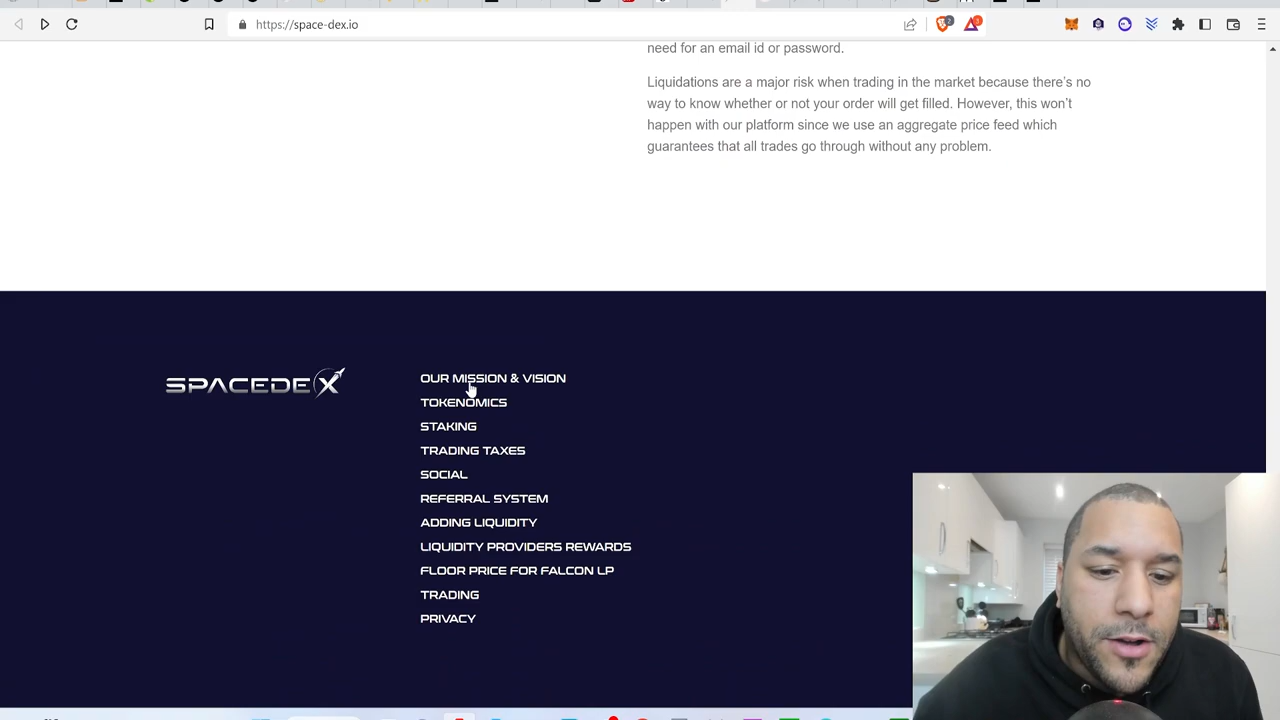 https://space-dex.io
need for an email id or password.
Liquidations are a major risk when trading in the market because there's no
way to know whether or not your order will get filled. However, this won't
happen with our platform since we use an aggregate price feed which
guarantees that all trades go through without any problem.
SPACEDEX
OUR MISSION & VISION
TOKENOMICS
STAKING
TRADING TAXES
SOCIAL
REFERRAL SYSTEM
ADDING LIQUIDITY
LIQUIDITY PROVIDERS REWARDS
FLOOR PRICE FOR FALCON LP
TRADING
PRIVACY